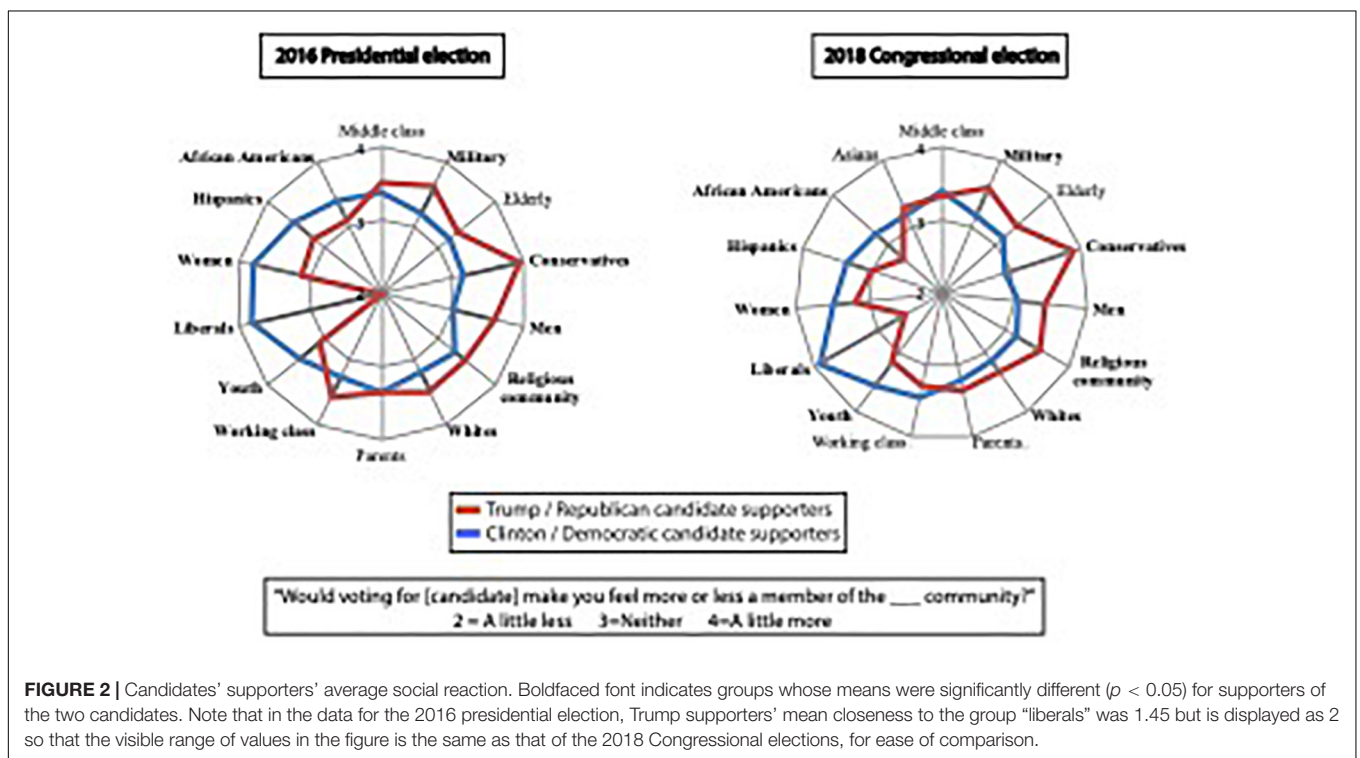 2016 Presidential election
2018 Congressional election
Middle class
4
Military
Elderly
Conservatives
Men
Religious
community
Whites
Parents
Working class
Youth
Liberals
Women
Hispanics
African Americans
3
2
Middle class
4
Military
Elderly
Conservatives
Men
Religious
community
Whites
Parents
Working class
Youth
Liberals
Women
Hispanics
African Americans
Asians
3
2
Trump / Republican candidate supporters
Clinton / Democratic candidate supporters
"Would voting for [candidate] make you feel more or less a member of the ___ community?"
2 = A little less 3=Neither 4=A little more
FIGURE 2 | Candidates' supporters' average social reaction. Boldfaced font indicates groups whose means were significantly different (p < 0.05) for supporters of
the two candidates. Note that in the data for the 2016 presidential election, Trump supporters' mean closeness to the group "liberals" was 1.45 but is displayed as 2
so that the visible range of values in the figure is the same as that of the 2018 Congressional elections, for ease of comparison.